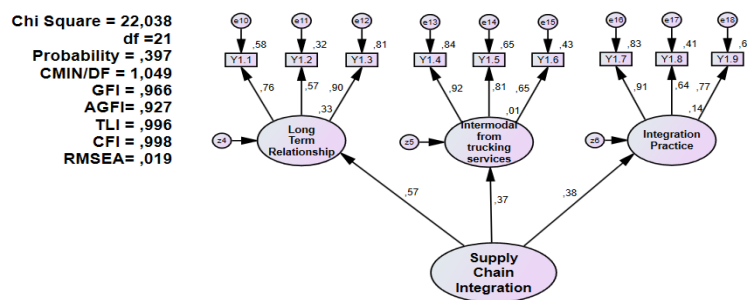 Chi Square = 22,038
df =21
Probability = ,397
CMIN/DF = 1,049
GFI= ,966
AGFI= ,927
TLI= ,996
CFI= ,998
RMSEA= ,019
e10 e11 e12 e13 e14 e15 e16 e17 e18
,58 ,32 ,81 ,84 ,65 ,43 ,83 ,41
Y1.1 Y1.2 Y1.3 Y1.4 Y1.5 Y1.6 Y1.7 Y1.8 Y1.9
,76 ,57 ,90 ,92 ,81 ,65 ,91 ,64 ,77
,33 ,01 ,14
z4 Long Term Relationship
z5 Intermodal from trucking services
z6 Integration Practice
,57 ,37 ,38
Supply
Chain
Integration